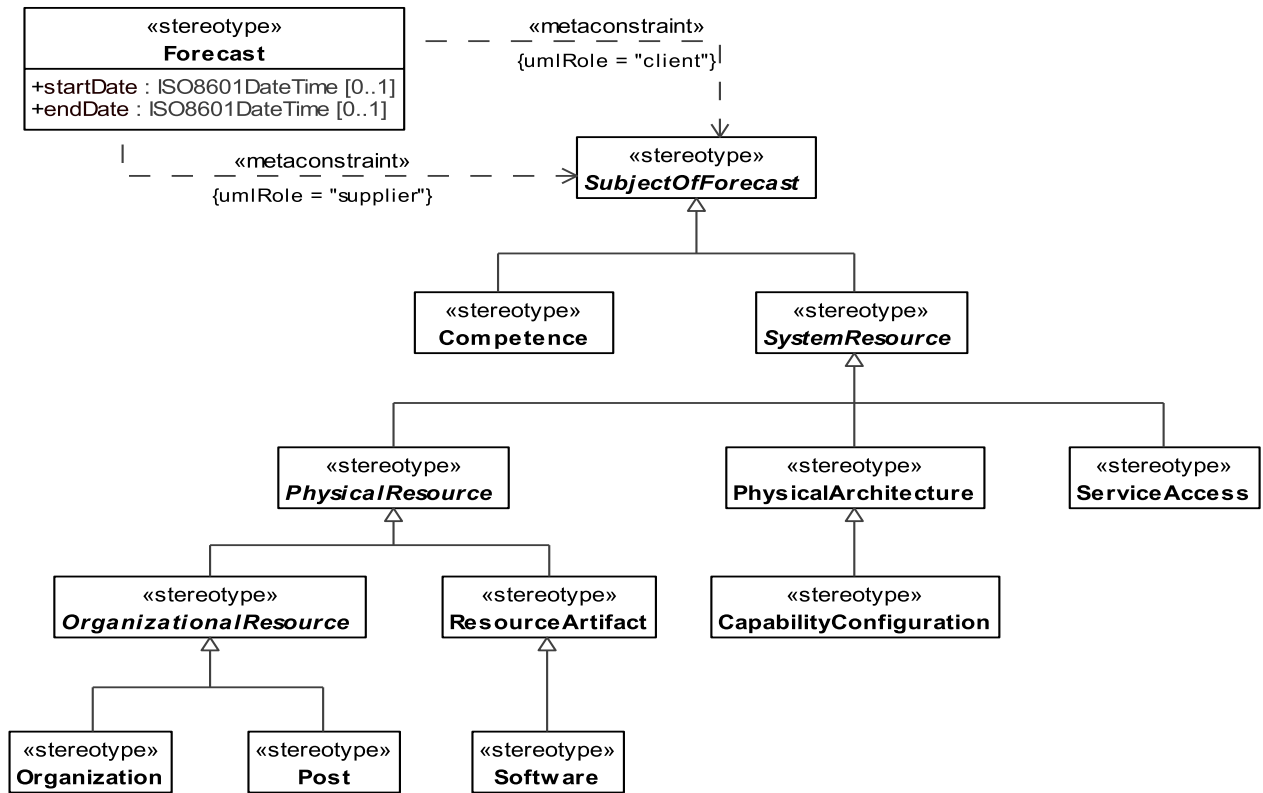 «stereotype»
Forecast
+startDate : ISO8601DateTime [0..1]
+endDate : ISO8601DateTime [0..1]
«metaconstraint»
{umlRole = "client"}
«metaconstraint»
{umlRole = "supplier"}
«stereotype»
SubjectOfForecast
«stereotype»
Competence
«stereotype»
SystemResource
«stereotype»
PhysicalResource
«stereotype»
PhysicalArchitecture
«stereotype»
ServiceAccess
«stereotype»
OrganizationalResource
«stereotype»
ResourceArtifact
«stereotype»
CapabilityConfiguration
«stereotype»
Organization
«stereotype»
Post
«stereotype»
Software